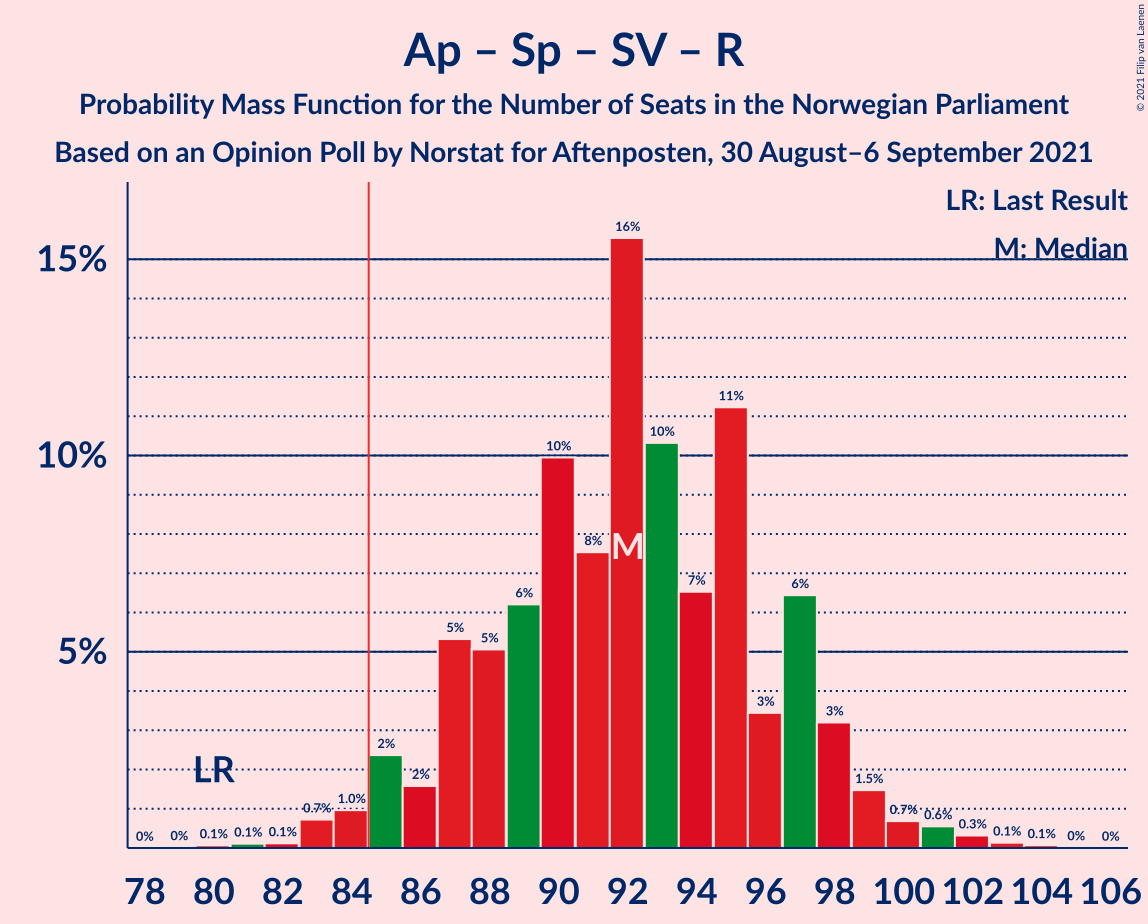 Ap – Sp – SV – R
Probability Mass Function for the Number of Seats in the Norwegian Parliament
Based on an Opinion Poll by Norstat for Aftenposten, 30 August–6 September 2021
© 2021 Filip van Laenen
LR: Last Result
M: Median
15%
10%
5%
0% 0% 0.1% 0.1% 0.1% 0.7% 1.0% 2% 2% 5% 5% 6% 10% 8% 16% 10% 7% 11% 3% 6% 3% 1.5% 0.7% 0.6% 0.3% 0.1% 0.1% 0% 0%
LR
M
78 80 82 84 86 88 90 92 94 96 98 100 102 104 106